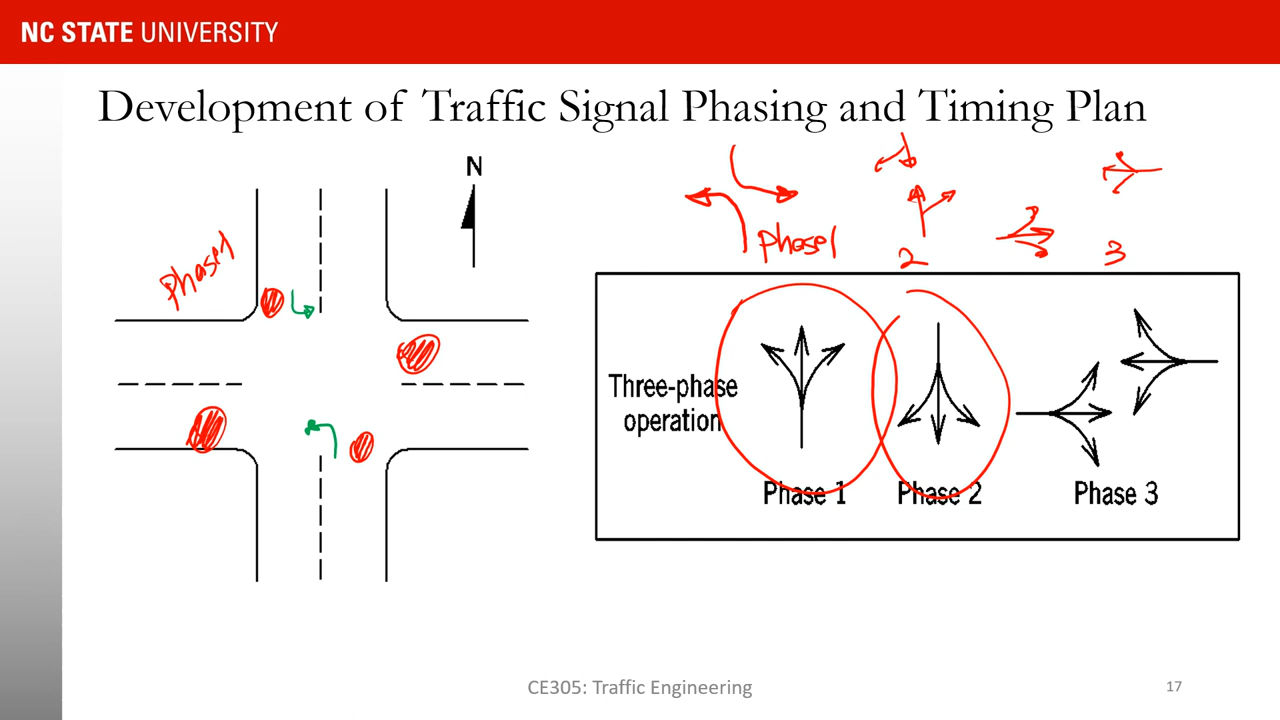 NC STATE UNIVERSITY
Development of Traffic Signal Phasing and Timing Plan
N
Phase1
Phase1
2
3
Three-phase
operation
Phase 1
Phase 2
Phase 3
CE305: Traffic Engineering
17